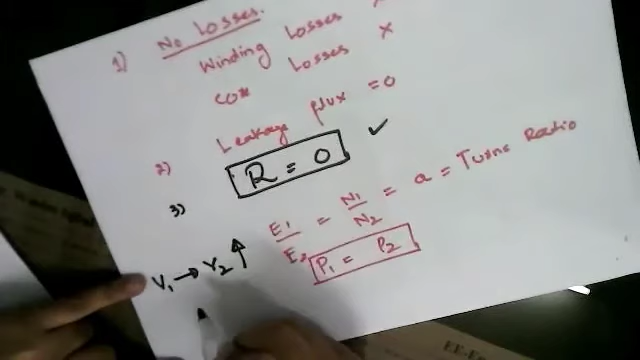 1) No Losses.
Winding Losses x
core Losses x
2) Leakage flux = 0
3) R = 0 ✓
E1/E2 = N1/N2 = a = Turns Ratio
P1 = P2
V1 → V2 ↑